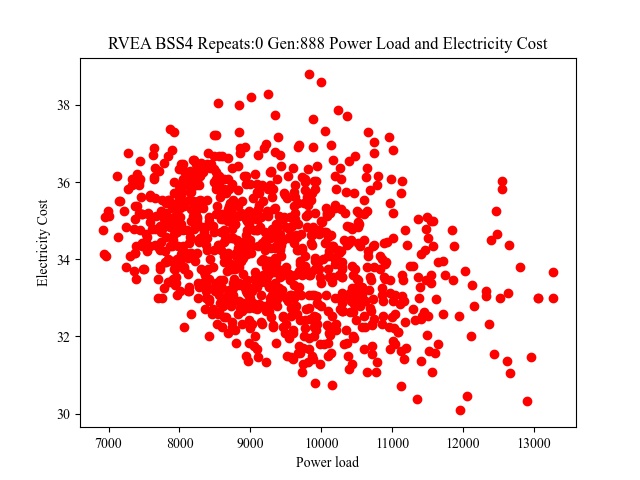 RVEA BSS4 Repeats:0 Gen:888 Power Load and Electricity Cost
38
36
34
32
30
Electricity Cost
7000 8000 9000 10000 11000 12000 13000
Power load